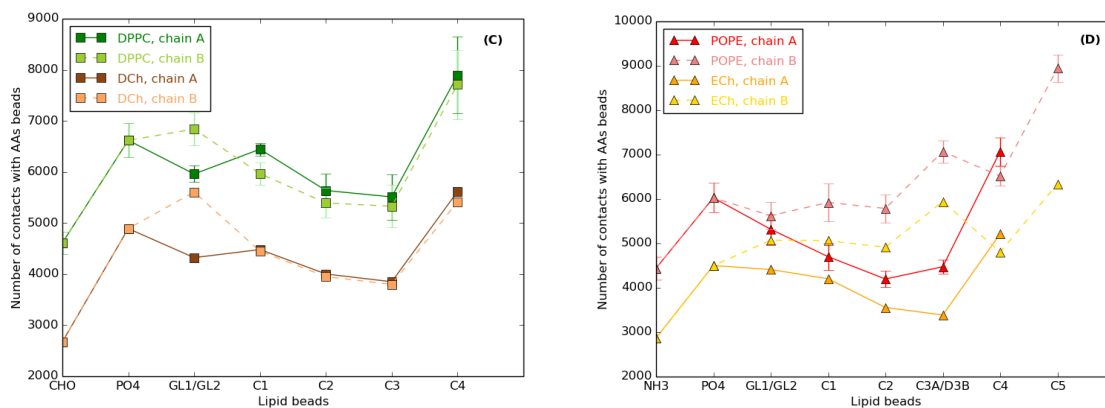 9000
8000
7000
6000
5000
4000
3000
2000
Number of contacts with AAs beads
DPPC, chain A
DPPC, chain B
DCh, chain A
DCh, chain B
(C)
CHO PO4 GL1/GL2 C1 C2 C3 C4
Lipid beads
10000
9000
8000
7000
6000
5000
4000
3000
2000
Number of contacts with AAs beads
POPE, chain A
POPE, chain B
ECh, chain A
ECh, chain B
(D)
NH3 PO4 GL1/GL2 C1 C2 C3A/D3B C4 C5
Lipid beads